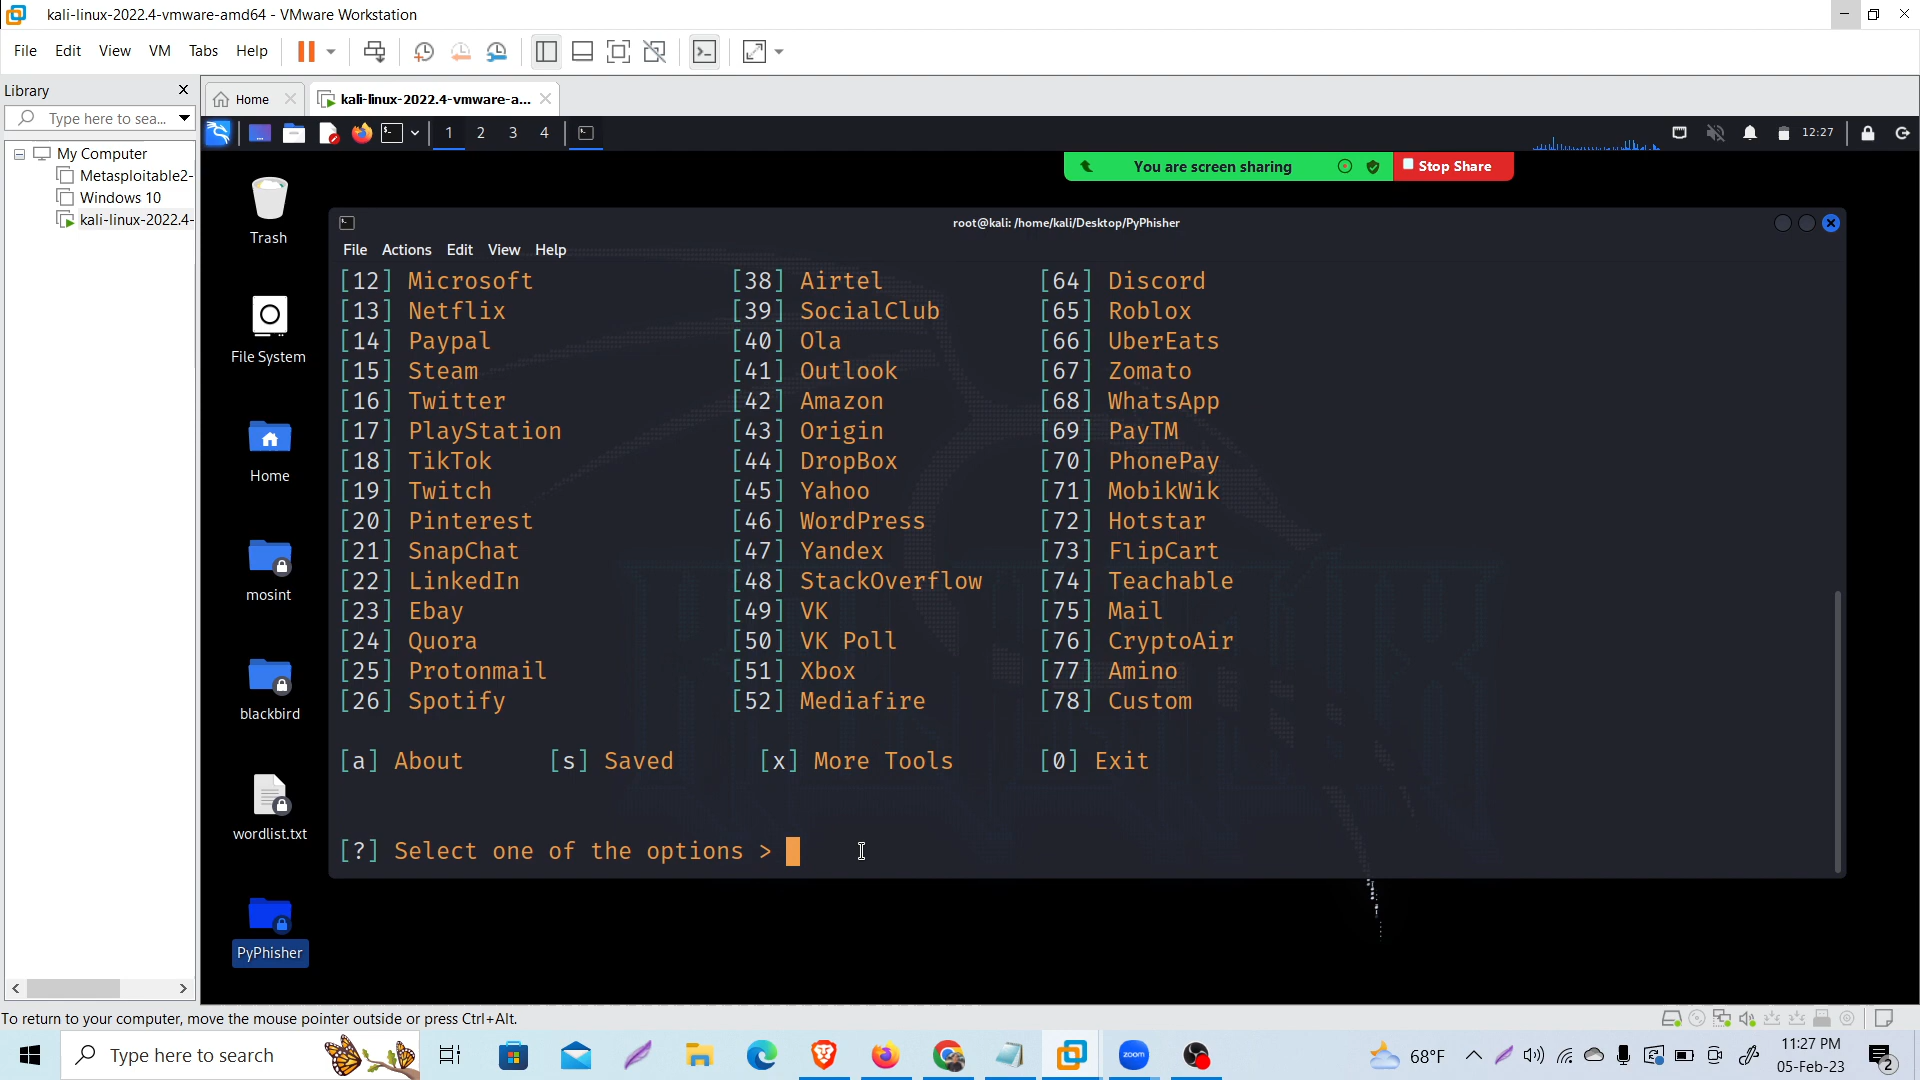 kali-linux-2022.4-vmware-amd64 - VMware Workstation
File Edit View VM Tabs Help
Library
Type here to sea...
Home kali-linux-2022.4-vmware-a...
My Computer
Metasploitable2-
Windows 10
kali-linux-2022.4-
1 2 3 4
12:27
You are screen sharing
Stop Share
Trash
File System
Home
mosint
blackbird
wordlist.txt
PyPhisher
root@kali: /home/kali/Desktop/PyPhisher
File Actions Edit View Help
[12] Microsoft [38] Airtel [64] Discord
[13] Netflix [39] SocialClub [65] Roblox
[14] Paypal [40] Ola [66] UberEats
[15] Steam [41] Outlook [67] Zomato
[16] Twitter [42] Amazon [68] WhatsApp
[17] PlayStation [43] Origin [69] PayTM
[18] TikTok [44] DropBox [70] PhonePay
[19] Twitch [45] Yahoo [71] MobikWik
[20] Pinterest [46] WordPress [72] Hotstar
[21] SnapChat [47] Yandex [73] FlipCart
[22] LinkedIn [48] StackOverflow [74] Teachable
[23] Ebay [49] VK [75] Mail
[24] Quora [50] VK Poll [76] CryptoAir
[25] Protonmail [51] Xbox [77] Amino
[26] Spotify [52] Mediafire [78] Custom
[a] About [s] Saved [x] More Tools [0] Exit
[?] Select one of the options >
To return to your computer, move the mouse pointer outside or press Ctrl+Alt.
Type here to search
zoom
68°F
11:27 PM
05-Feb-23
2